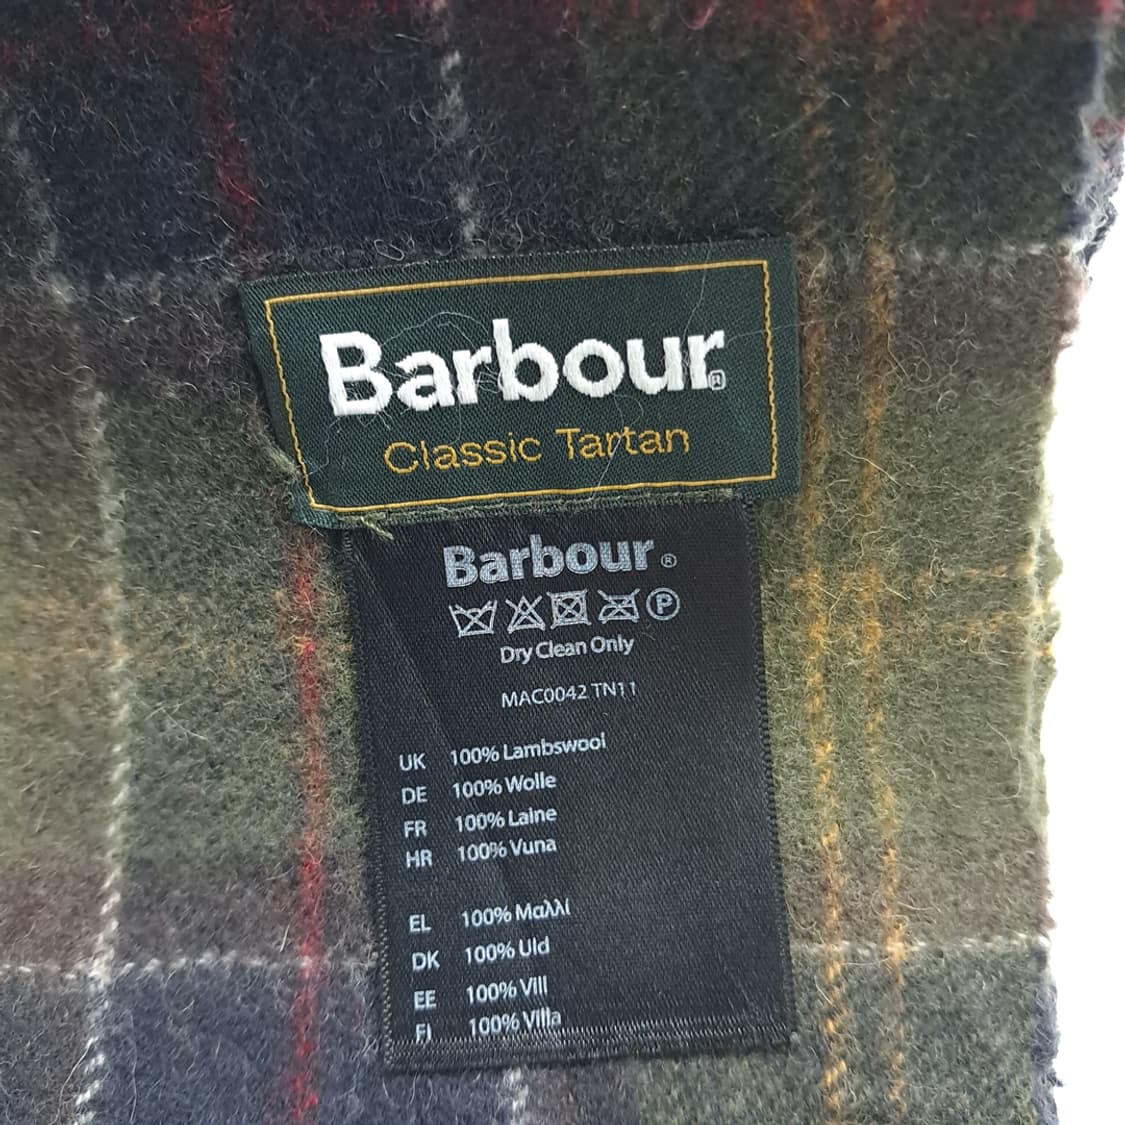 Barbour®
Classic Tartan
Barbour®
P
Dry Clean Only
MAC0042 TN11
UK 100% Lambswool
DE 100% Wolle
FR 100% Laine
HR 100% Vuna
EL 100% Μαλλί
DK 100% Uld
EE 100% Vill
FI 100% Villa